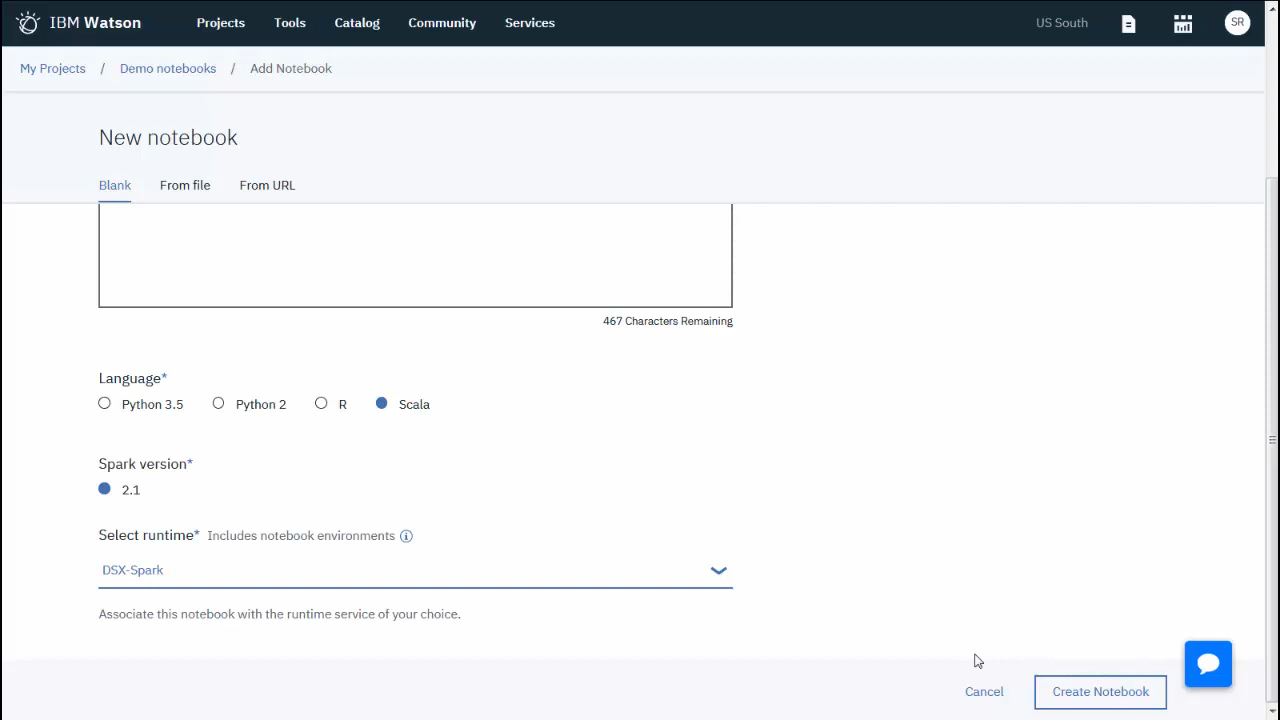 IBM Watson Projects Tools Catalog Community Services US South SR
My Projects / Demo notebooks / Add Notebook
New notebook
Blank From file From URL
467 Characters Remaining
Language*
Python 3.5 Python 2 R Scala
Spark version*
2.1
Select runtime* Includes notebook environments
DSX-Spark
Associate this notebook with the runtime service of your choice.
Cancel Create Notebook